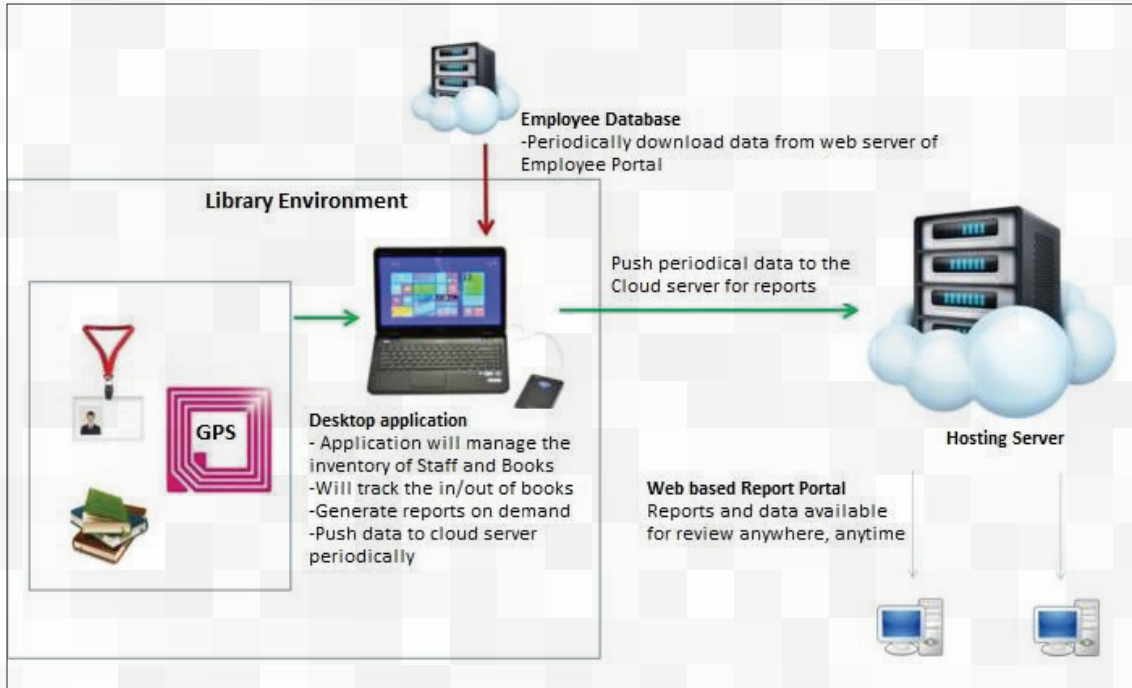 Employee Database
-Periodically download data from web server of
Employee Portal
Library Environment
Push periodical data to the
Cloud server for reports
GPS
Desktop application
- Application will manage the
inventory of Staff and Books
-Will track the in/out of books
-Generate reports on demand
-Push data to cloud server
periodically
Hosting Server
Web based Report Portal
Reports and data available
for review anywhere, anytime